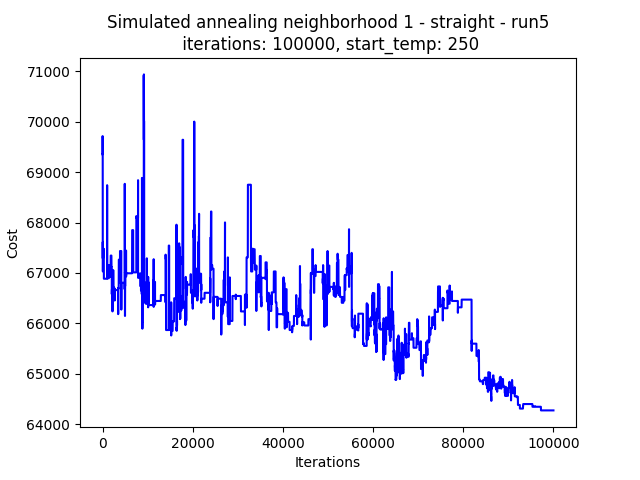 Simulated annealing neighborhood 1 - straight - run5
iterations: 100000, start_temp: 250
71000
70000
69000
68000
67000
66000
65000
64000
Cost
0 20000 40000 60000 80000 100000
Iterations